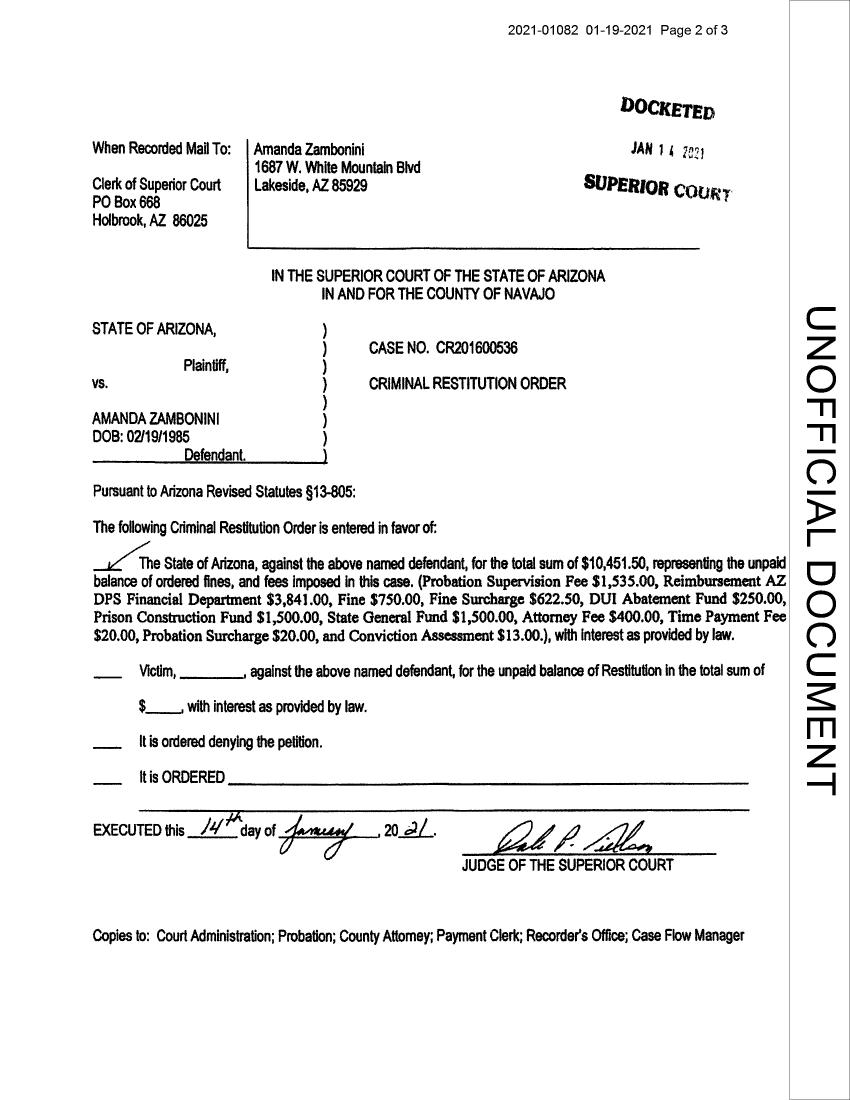 2021-01082 01-19-2021 Page 2 of 3
DOCKETED
JAN 14 2021
SUPERIOR COURT
When Recorded Mail To:
Clerk of Superior Court
PO Box 668
Holbrook, AZ 86025
Amanda Zambonini
1687 W. White Mountain Blvd
Lakeside, AZ 85929
IN THE SUPERIOR COURT OF THE STATE OF ARIZONA
IN AND FOR THE COUNTY OF NAVAJO
STATE OF ARIZONA, )
)
Plaintiff, )
vs. )
)
AMANDA ZAMBONINI )
DOB: 02/19/1985 )
Defendant. )
CASE NO. CR201600536
CRIMINAL RESTITUTION ORDER
Pursuant to Arizona Revised Statutes §13-805:
The following Criminal Restitution Order is entered in favor of:
The State of Arizona, against the above named defendant, for the total sum of $10,451.50, representing the unpaid
balance of ordered fines, and fees imposed in this case. (Probation Supervision Fee $1,535.00, Reimbursement AZ
DPS Financial Department $3,841.00, Fine $750.00, Fine Surcharge $622.50, DUI Abatement Fund $250.00,
Prison Construction Fund $1,500.00, State General Fund $1,500.00, Attorney Fee $400.00, Time Payment Fee
$20.00, Probation Surcharge $20.00, and Conviction Assessment $13.00.), with interest as provided by law.
____ Victim, ________, against the above named defendant, for the unpaid balance of Restitution in the total sum of
$_____, with interest as provided by law.
____ It is ordered denying the petition.
____ It is ORDERED
EXECUTED this 14th day of January, 2021.
JUDGE OF THE SUPERIOR COURT
Copies to: Court Administration; Probation; County Attorney; Payment Clerk; Recorder's Office; Case Flow Manager
UNOFFICIAL DOCUMENT